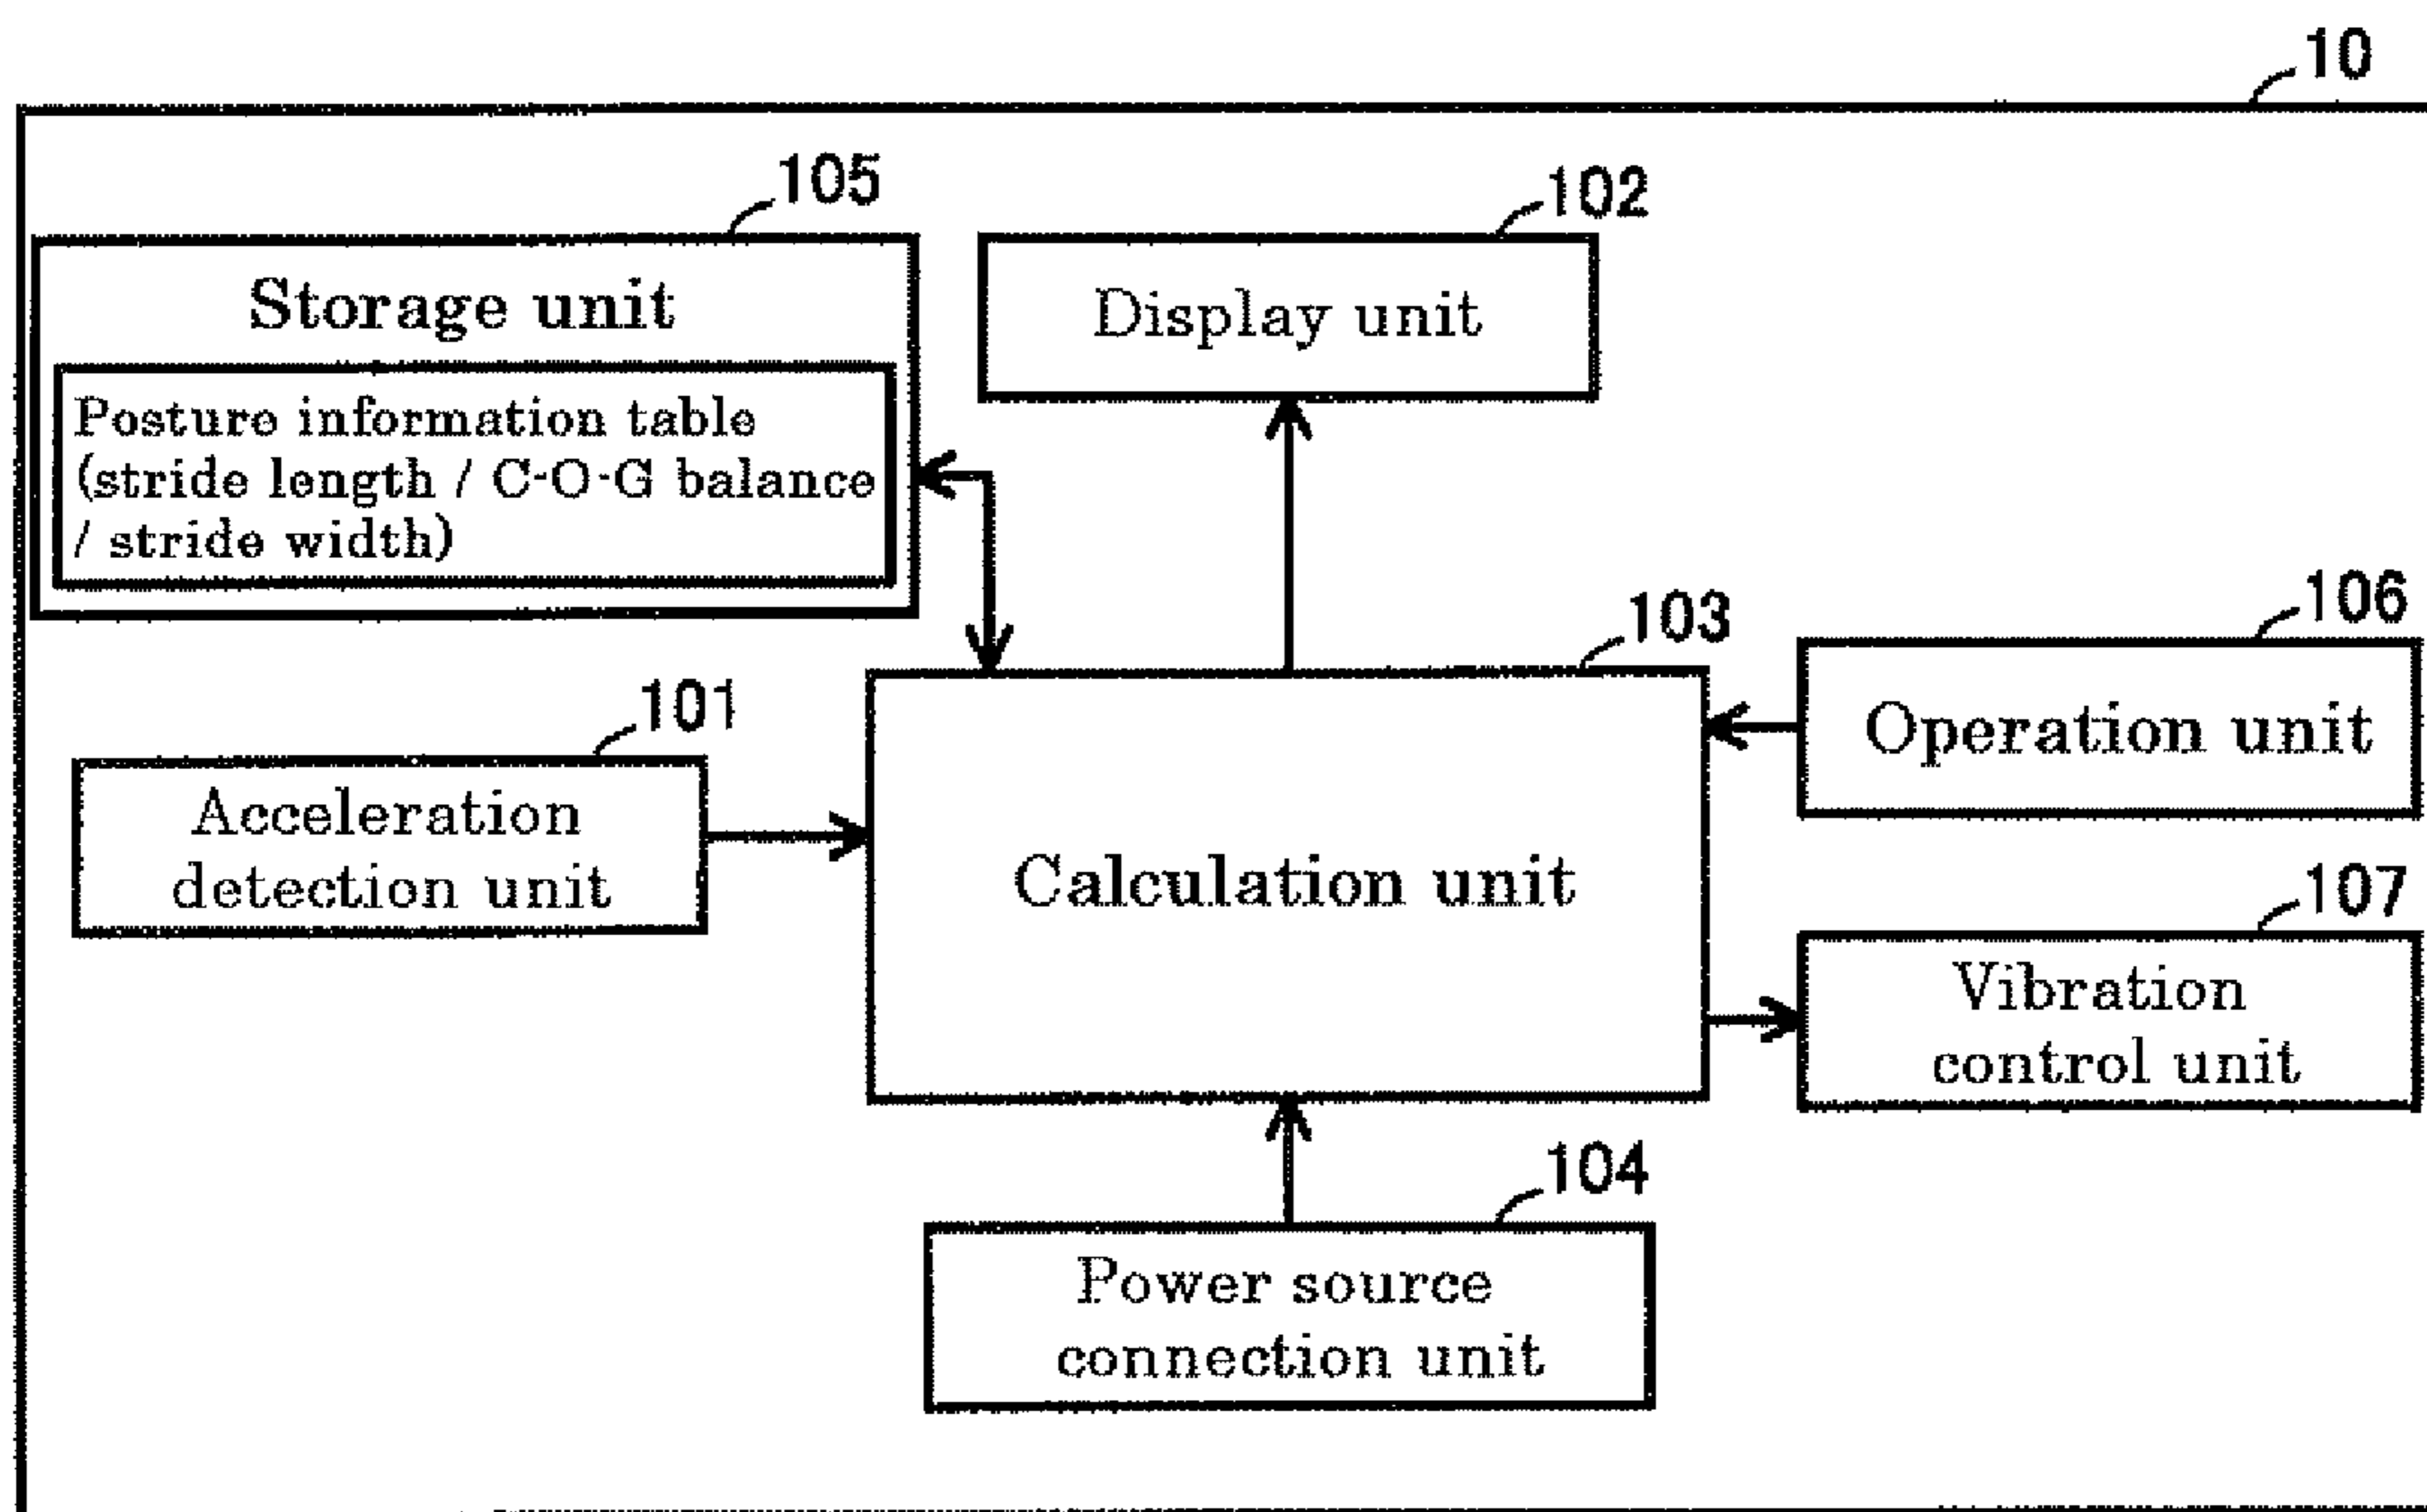 10
105
102
Storage unit
Display unit
Posture information table
(stride length / C-O-G balance
/ stride width)
103
106
101
Operation unit
Acceleration
detection unit
Calculation unit
107
Vibration
control unit
104
Power source
connection unit